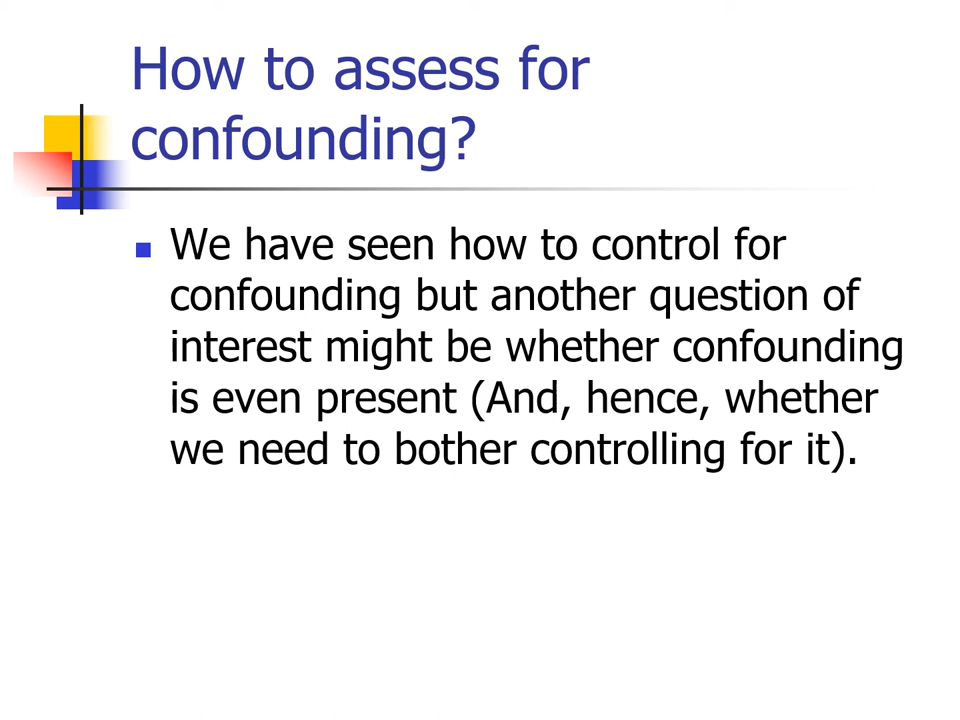 How to assess for
confounding?
We have seen how to control for
confounding but another question of
interest might be whether confounding
is even present (And, hence, whether
we need to bother controlling for it).